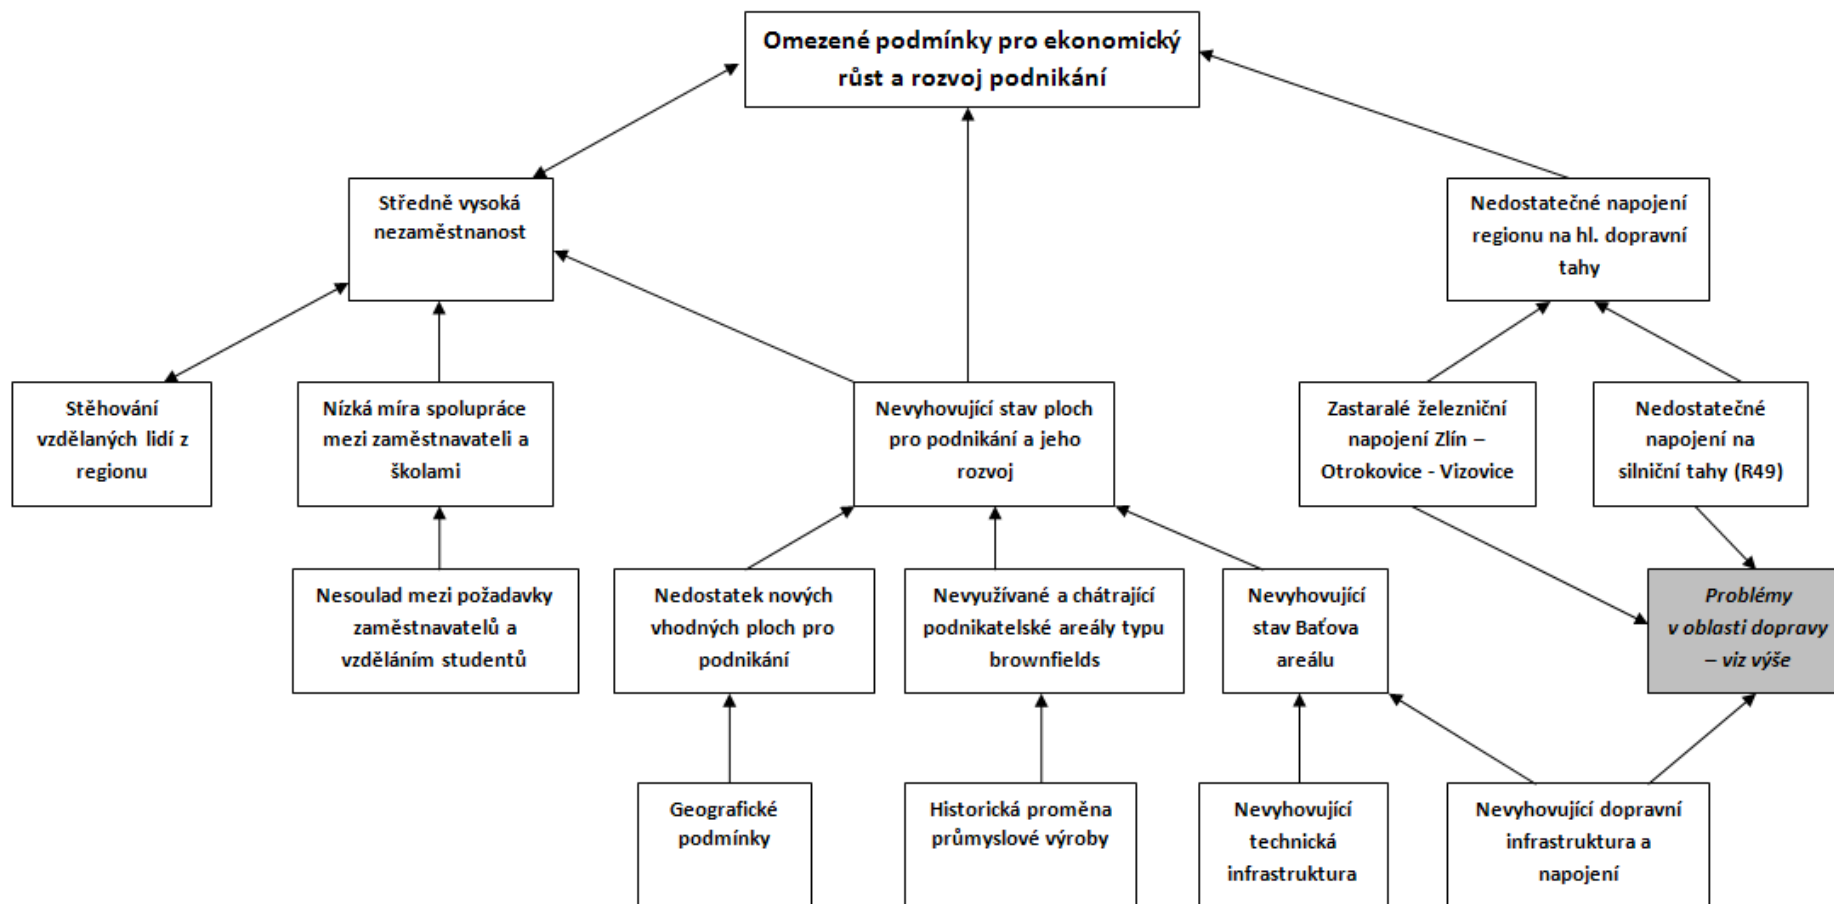 Omezené podmínky pro ekonomický
růst a rozvoj podnikání
Středně vysoká
nezaměstnanost
Nedostatečné napojení
regionu na hl. dopravní
tahy
Stěhování
vzdělaných lidí z
regionu
Nízká míra spolupráce
mezi zaměstnavateli a
školami
Nevyhovující stav ploch
pro podnikání a jeho
rozvoj
Zastaralé železniční
napojení Zlín –
Otrokovice - Vizovice
Nedostatečné
napojení na
silniční tahy (R49)
Nesoulad mezi požadavky
zaměstnavatelů a
vzděláním studentů
Nedostatek nových
vhodných ploch pro
podnikání
Nevyužívané a chátrající
podnikatelské areály typu
brownfields
Nevyhovující
stav Baťova
areálu
Problémy
v oblasti dopravy
– viz výše
Geografické
podmínky
Historická proměna
průmyslové výroby
Nevyhovující
technická
infrastruktura
Nevyhovující dopravní
infrastruktura a
napojení